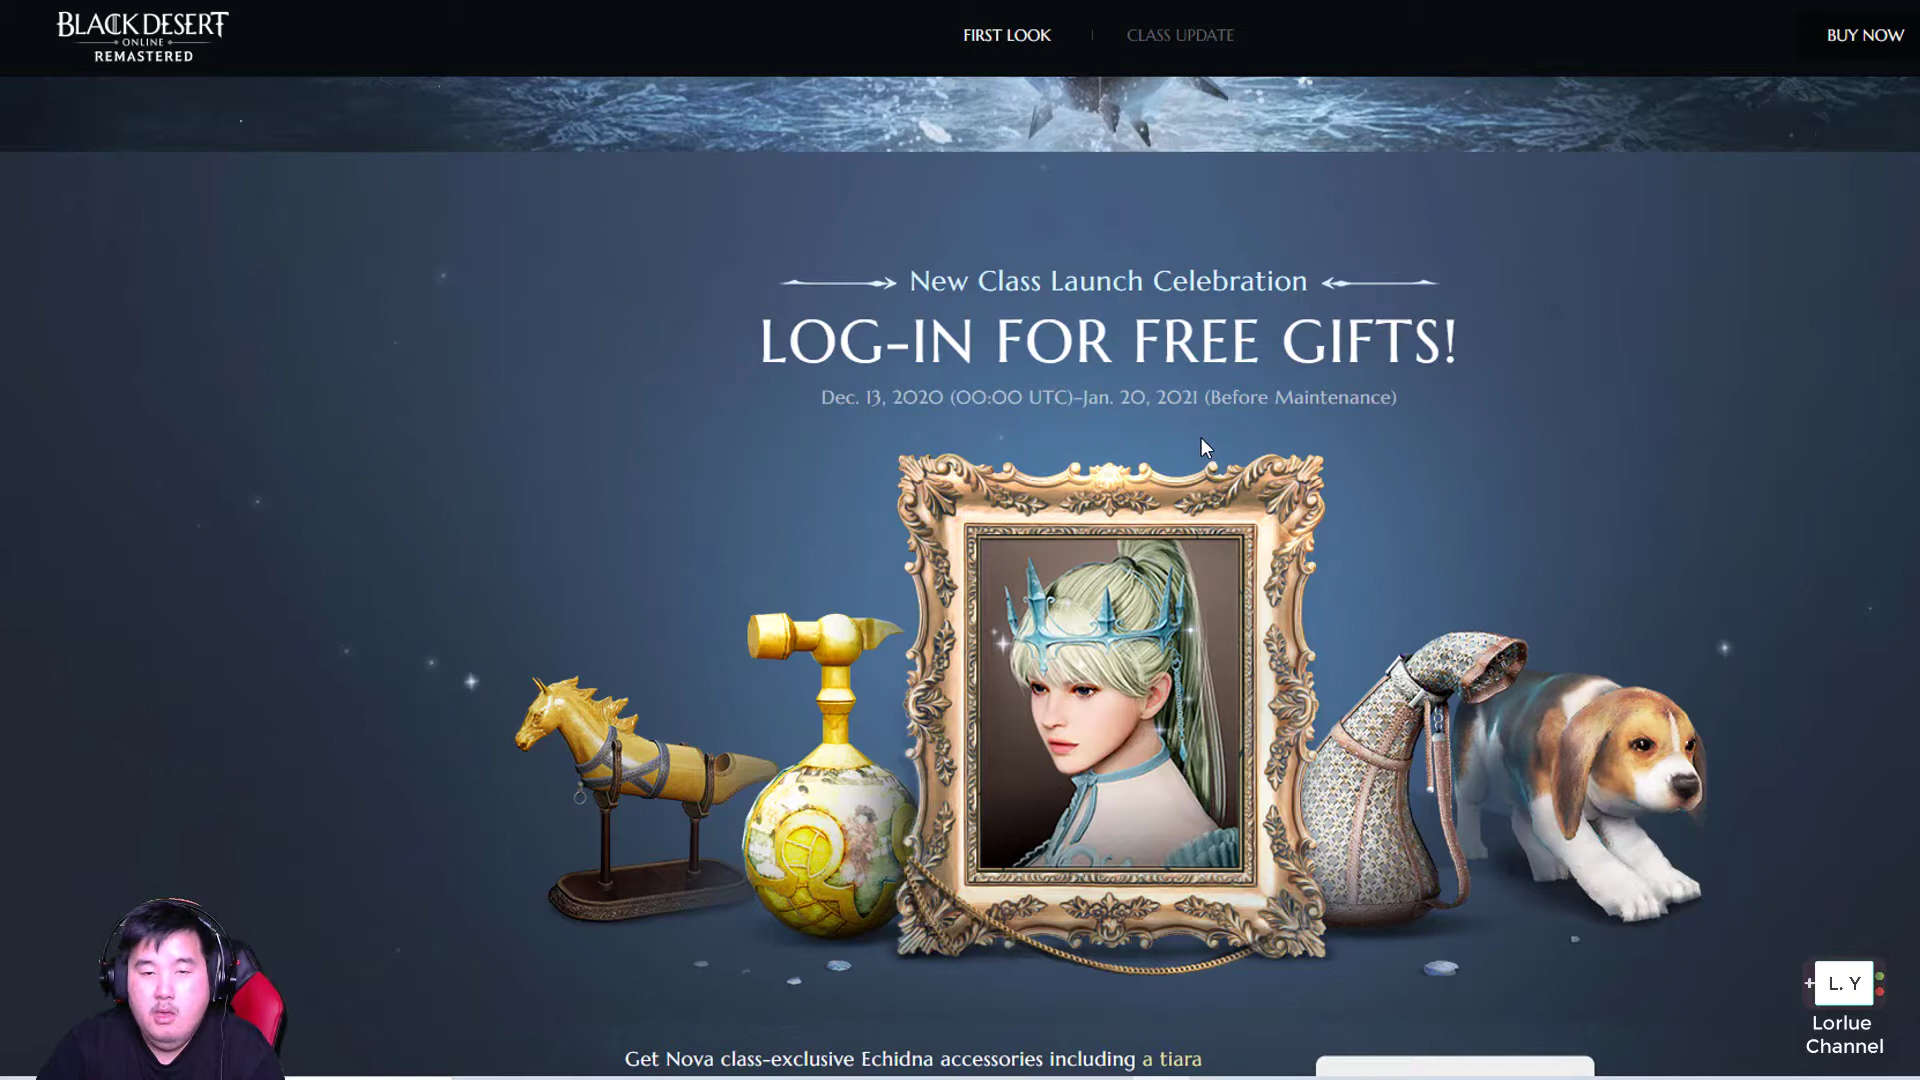 BLACK DESERT
ONLINE
REMASTERED
FIRST LOOK
CLASS UPDATE
BUY NOW
New Class Launch Celebration
LOG-IN FOR FREE GIFTS!
Dec. 13, 2020 (00:00 UTC)–Jan. 20, 2021 (Before Maintenance)
Get Nova class-exclusive Echidna accessories including a tiara
+ L. Y
Lorlue
Channel